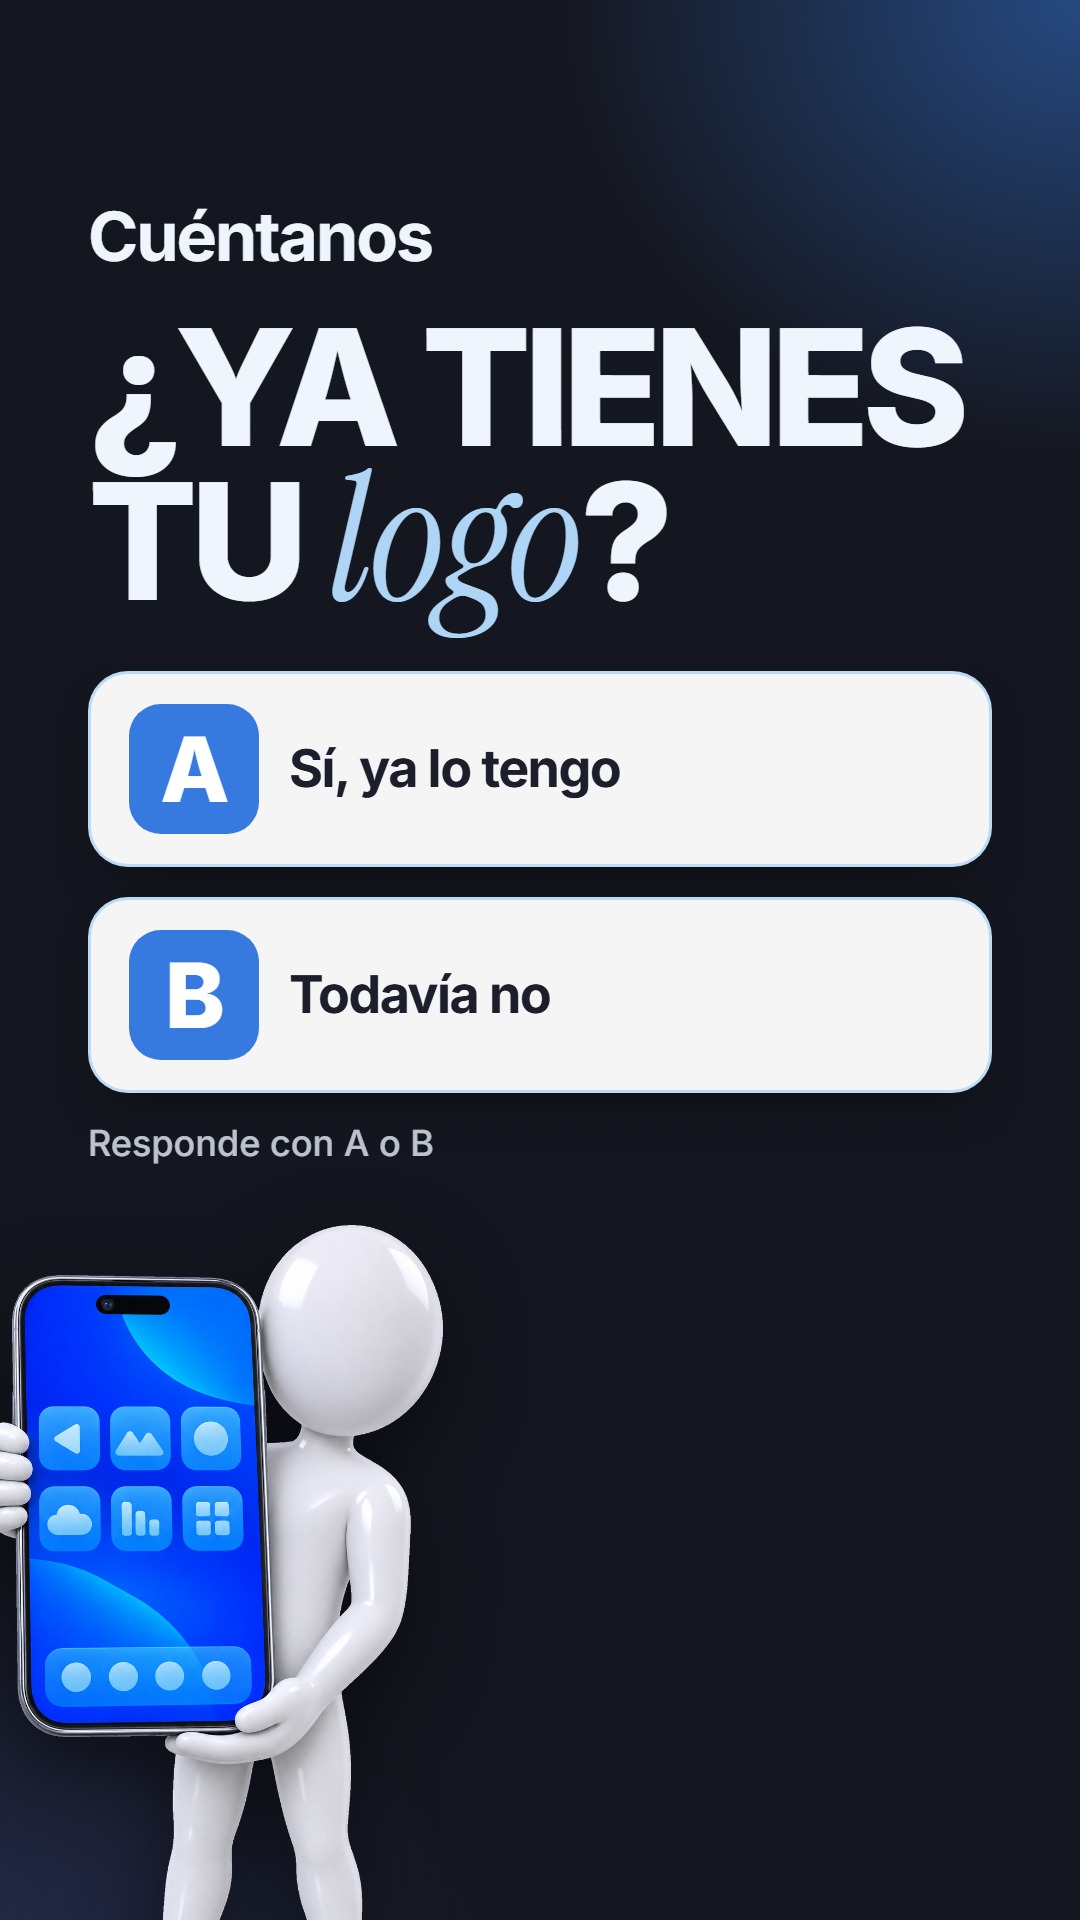 Cuéntanos
¿YA TIENES
TU logo?
A Sí, ya lo tengo
B Todavía no
Responde con A o B